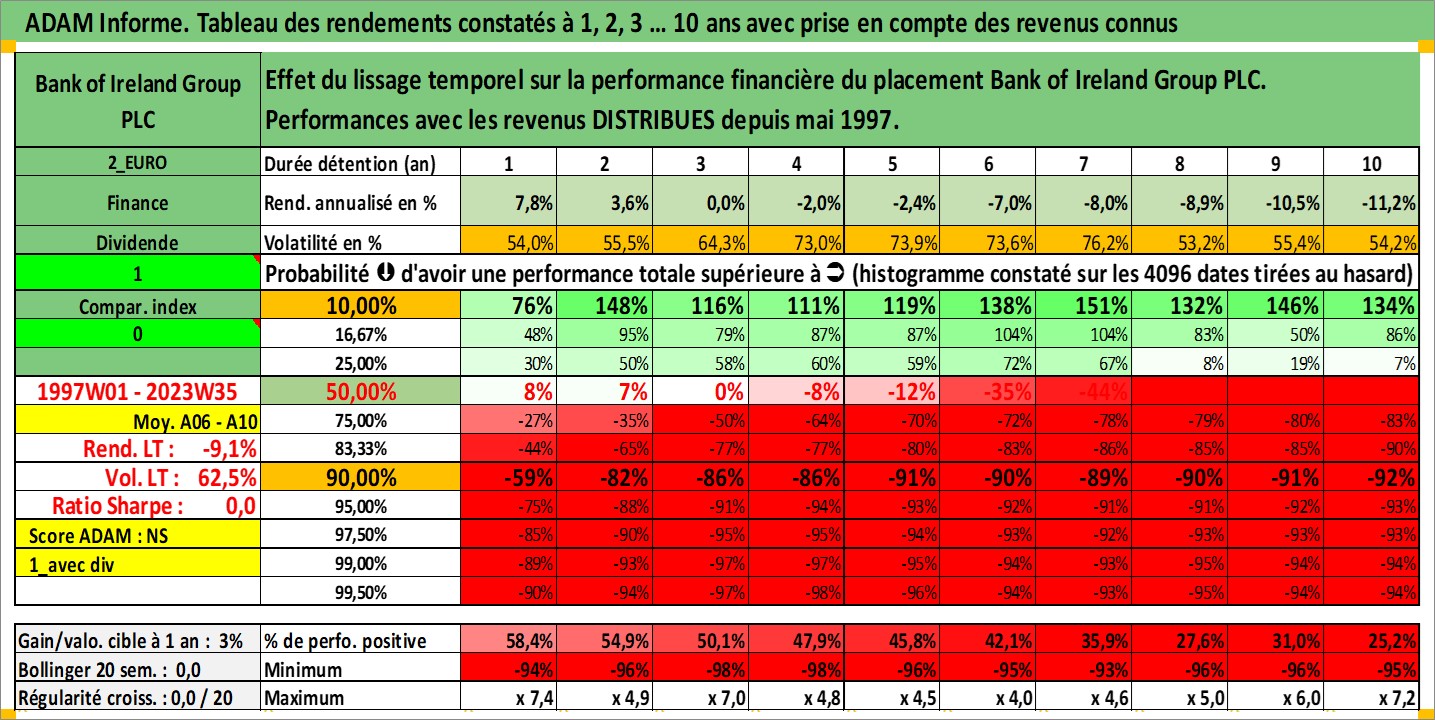 ADAM Informe. Tableau des rendements constatés à 1, 2, 3 ... 10 ans avec prise en compte des revenus connus
Bank of Ireland Group PLC
Effet du lissage temporel sur la performance financière du placement Bank of Ireland Group PLC.
Performances avec les revenus DISTRIBUES depuis mai 1997.
2_EURO Durée détention (an) 1 2 3 4 5 6 7 8 9 10
Finance Rend. annualisé en % 7,8% 3,6% 0,0% -2,0% -2,4% -7,0% -8,0% -8,9% -10,5% -11,2%
Dividende Volatilité en % 54,0% 55,5% 64,3% 73,0% 73,9% 73,6% 76,2% 53,2% 55,4% 54,2%
1 Probabilité ⬇ d'avoir une performance totale supérieure à ➲ (histogramme constaté sur les 4096 dates tirées au hasard)
Compar. index 10,00% 76% 148% 116% 111% 119% 138% 151% 132% 146% 134%
0 16,67% 48% 95% 79% 87% 87% 104% 104% 83% 50% 86%
25,00% 30% 50% 58% 60% 59% 72% 67% 8% 19% 7%
1997W01 - 2023W35 50,00% 8% 7% 0% -8% -12% -35% -44%
Moy. A06 - A10 75,00% -27% -35% -50% -64% -70% -72% -78% -79% -80% -83%
Rend. LT : -9,1% 83,33% -44% -65% -77% -77% -80% -83% -86% -85% -85% -90%
Vol. LT : 62,5% 90,00% -59% -82% -86% -86% -91% -90% -89% -90% -91% -92%
Ratio Sharpe : 0,0 95,00% -75% -88% -91% -94% -93% -92% -91% -91% -92% -93%
Score ADAM : NS 97,50% -85% -90% -95% -95% -94% -93% -92% -93% -93% -93%
1_avec div 99,00% -89% -93% -97% -97% -95% -94% -93% -94% -94% -94%
99,50% -90% -94% -97% -98% -96% -94% -93% -95% -94% -94%
Gain/valo. cible à 1 an : 3% % de perfo. positive 58,4% 54,9% 50,1% 47,9% 45,8% 42,1% 35,9% 27,6% 31,0% 25,2%
Bollinger 20 sem. : 0,0 Minimum -94% -96% -98% -98% -96% -95% -93% -96% -96% -95%
Régularité croiss. : 0,0 / 20 Maximum x 7,4 x 4,9 x 7,0 x 4,8 x 4,5 x 4,0 x 4,6 x 5,0 x 6,0 x 7,2